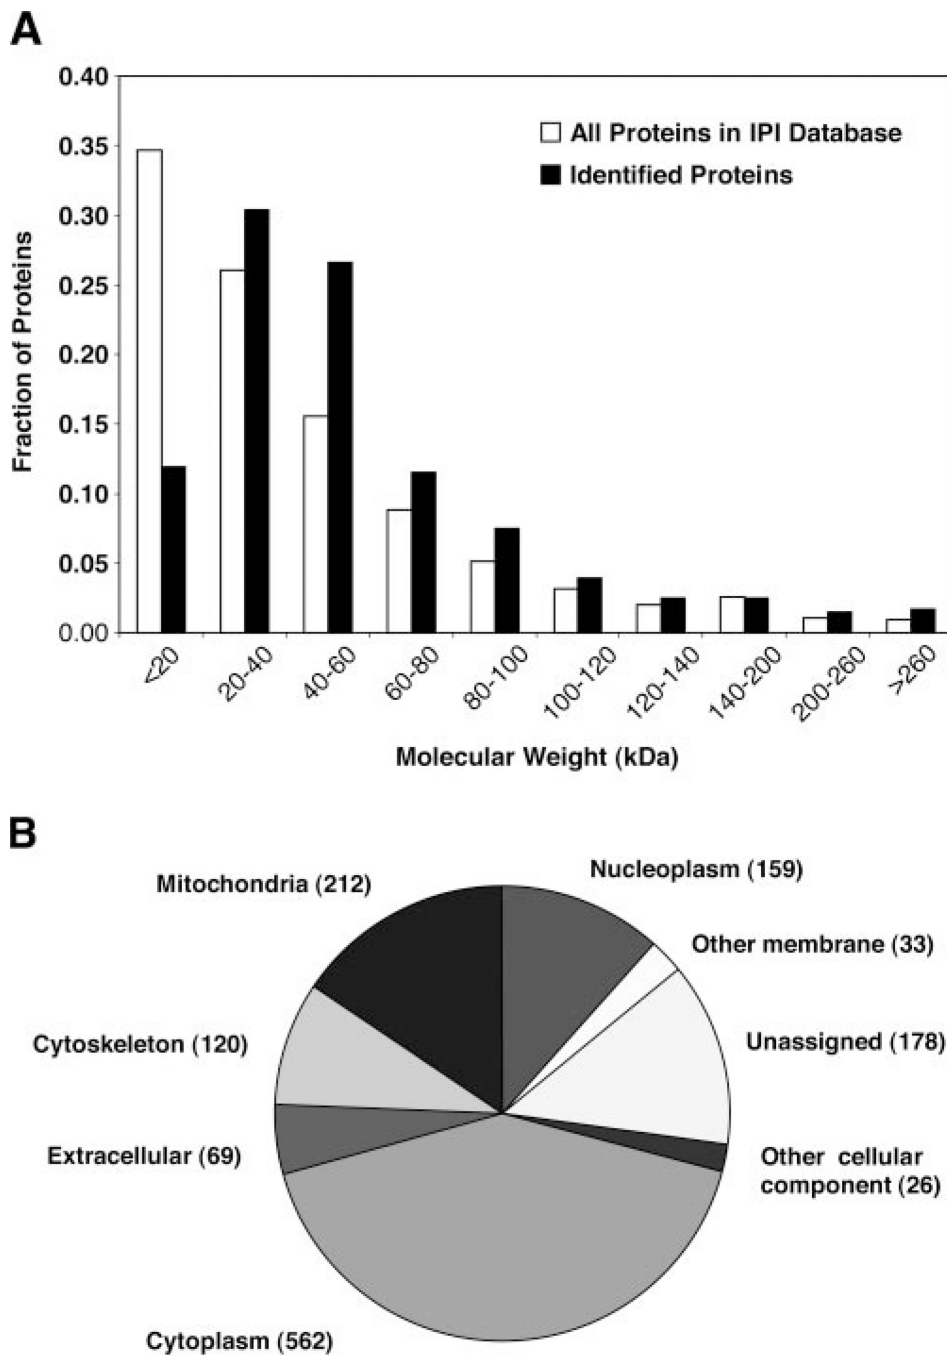 A
0.40
0.35
0.30
0.25
0.20
0.15
0.10
0.05
0.00
Fraction of Proteins
All Proteins in IPI Database
Identified Proteins
<20
20-40
40-60
60-80
80-100
100-120
120-140
140-200
200-260
>260
Molecular Weight (kDa)
B
Mitochondria (212)
Nucleoplasm (159)
Other membrane (33)
Cytoskeleton (120)
Unassigned (178)
Extracellular (69)
Other cellular
component (26)
Cytoplasm (562)